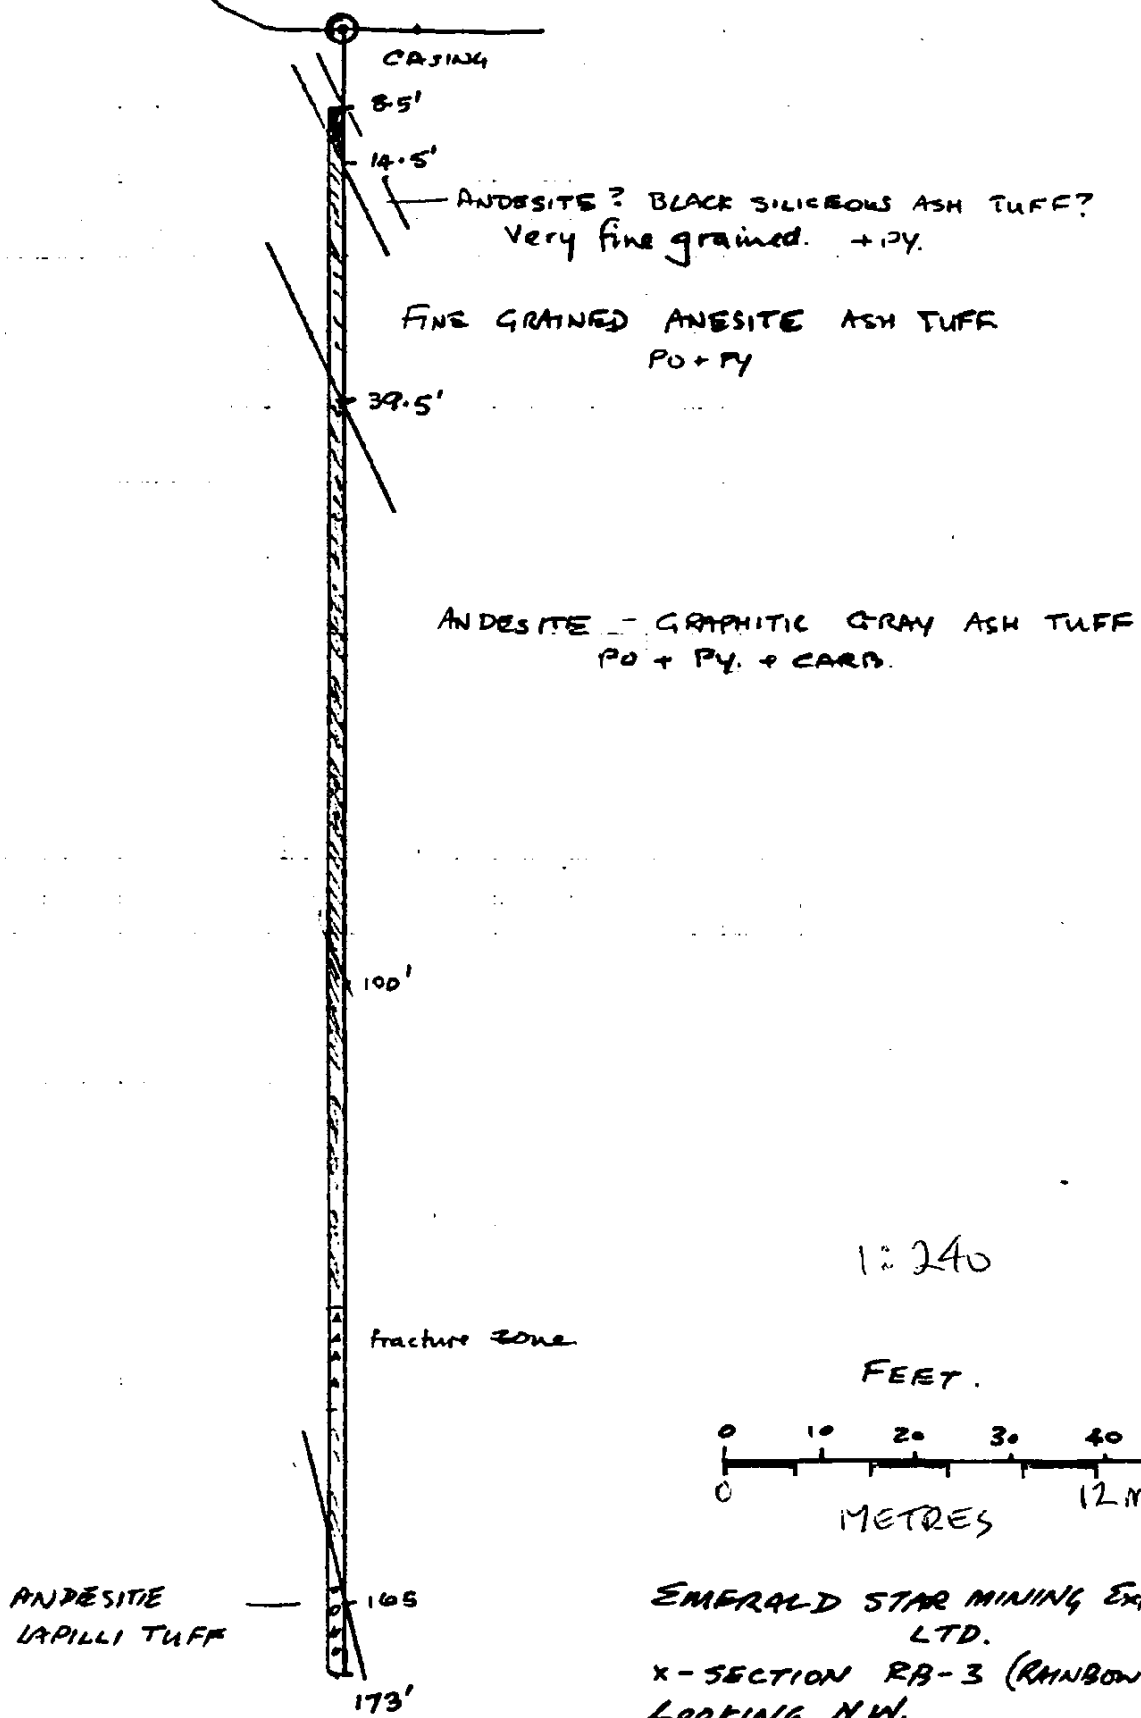 CASING
8.5'
14.5'
ANDESITE? BLACK SILICEOUS ASH TUFF?
Very fine grained. + PY.
FINE GRAINED ANESITE ASH TUFF
Po + Py
39.5'
ANDESITE - GRAPHITIC GRAY ASH TUFF
Po + Py. + CARB.
100'
1:240
fracture zone
FEET.
0 10 20 30 40
0 12 m
METRES
ANDESITIE
LAPILLI TUFF
165
173'
EMERALD STAR MINING EX
LTD.
X-SECTION RB-3 (RAINBOW
LOOKING N.W.